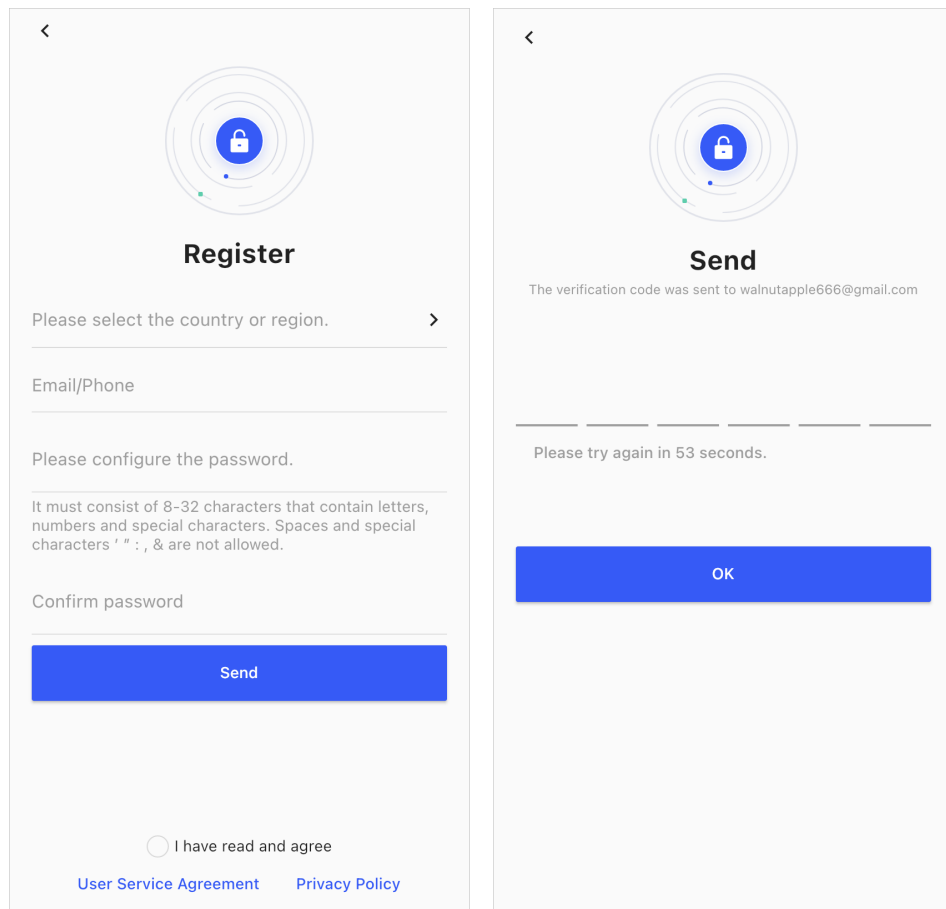 Register
Please select the country or region.
Email/Phone
Please configure the password.
It must consist of 8-32 characters that contain letters,
numbers and special characters. Spaces and special
characters ' " : , & are not allowed.
Confirm password
Send
I have read and agree
User Service Agreement Privacy Policy
Send
The verification code was sent to walnutapple666@gmail.com
Please try again in 53 seconds.
OK